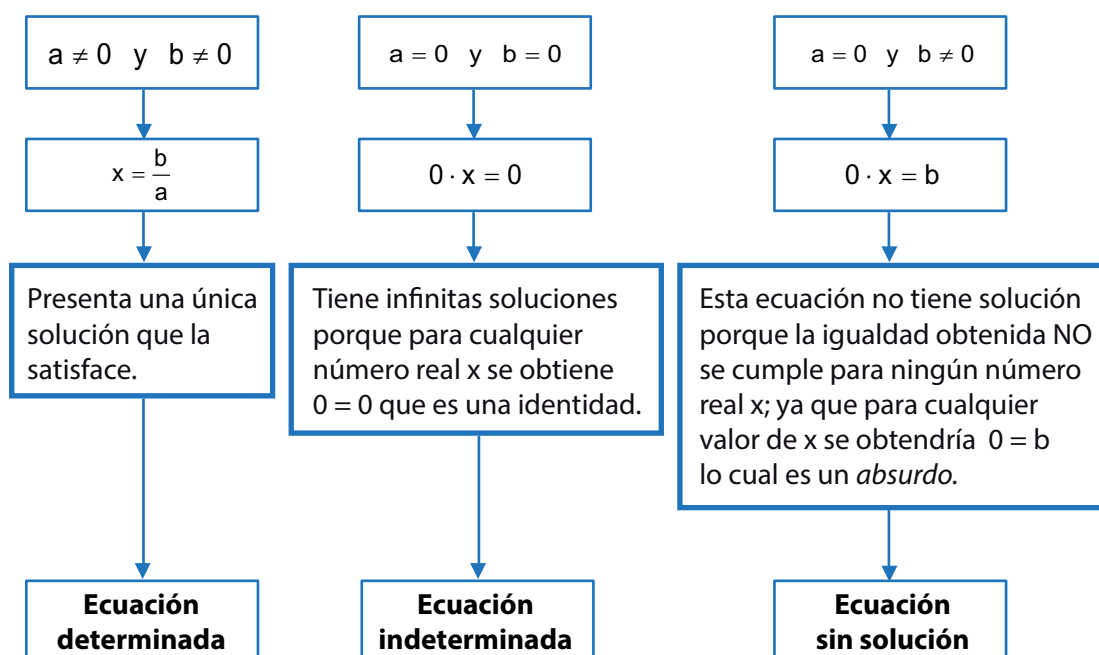 a ≠ 0 y b ≠ 0
x = b/a
Presenta una única
solución que la
satisface.
Ecuación
determinada
a = 0 y b = 0
0 · x = 0
Tiene infinitas soluciones
porque para cualquier
número real x se obtiene
0 = 0 que es una identidad.
Ecuación
indeterminada
a = 0 y b ≠ 0
0 · x = b
Esta ecuación no tiene solución
porque la igualdad obtenida NO
se cumple para ningún número
real x; ya que para cualquier
valor de x se obtendría 0 = b
lo cual es un absurdo.
Ecuación
sin solución